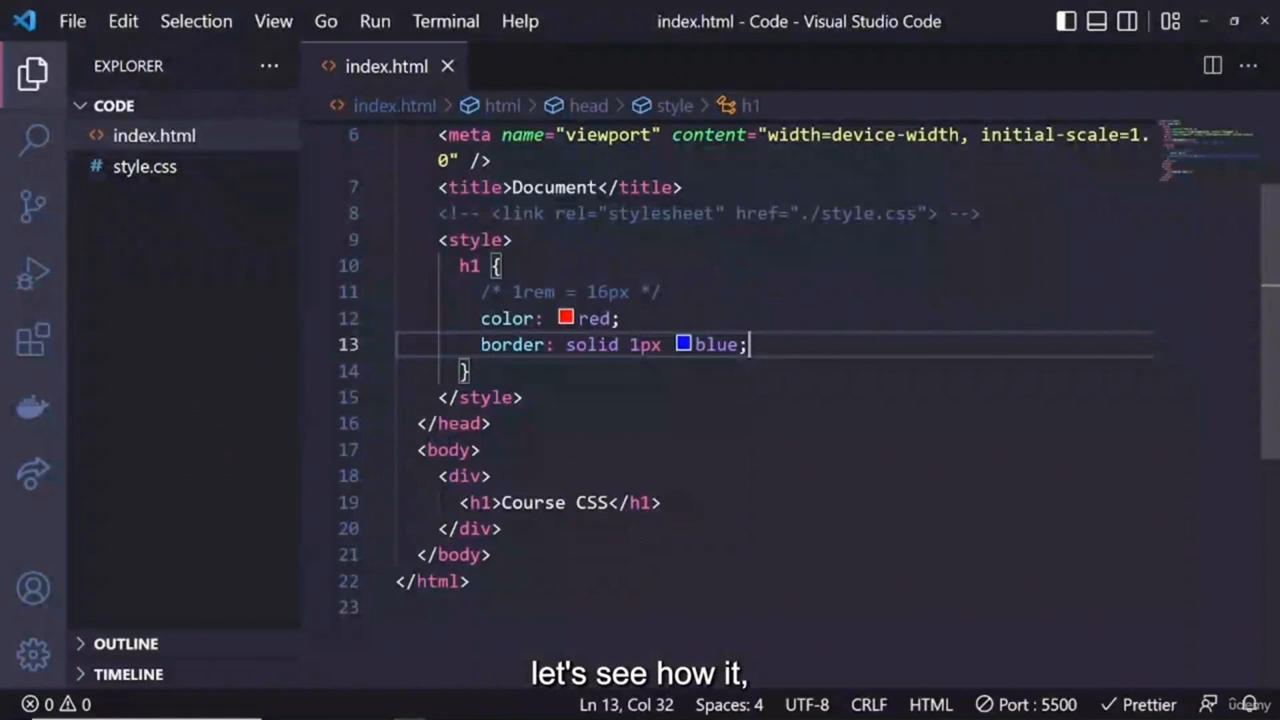 File Edit Selection View Go Run Terminal Help index.html - Code - Visual Studio Code
EXPLORER
index.html
CODE
index.html
style.css
OUTLINE
TIMELINE
index.html > html > head > style > h1
6 <meta name="viewport" content="width=device-width, initial-scale=1.
0" />
7 <title>Document</title>
8 <!-- <link rel="stylesheet" href="./style.css"> -->
9 <style>
10 h1 {
11 /* 1rem = 16px */
12 color: red;
13 border: solid 1px blue;
14 }
15 </style>
16 </head>
17 <body>
18 <div>
19 <h1>Course CSS</h1>
20 </div>
21 </body>
22 </html>
23
let's see how it,
0 0 Ln 13, Col 32 Spaces: 4 UTF-8 CRLF HTML Port : 5500 Prettier
udemy